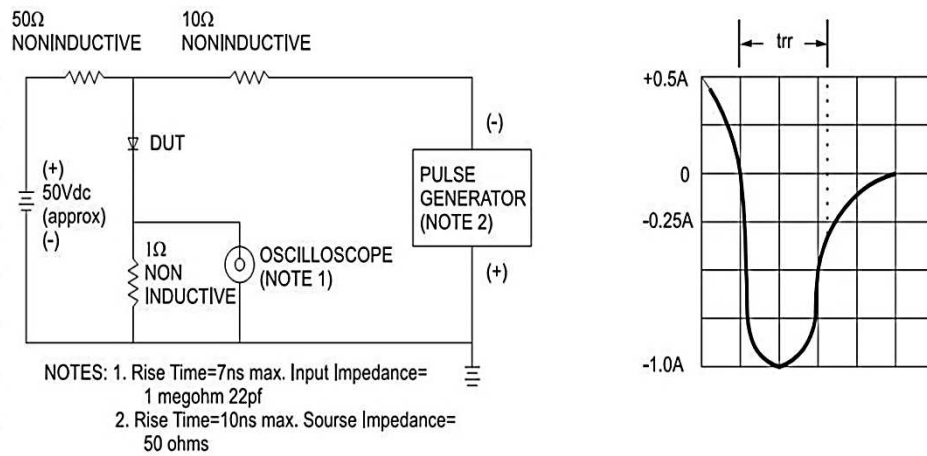 50Ω
NONINDUCTIVE
10Ω
NONINDUCTIVE
DUT
(+)
50Vdc
(approx)
(-)
1Ω
NON
INDUCTIVE
OSCILLOSCOPE
(NOTE 1)
(-)
PULSE
GENERATOR
(NOTE 2)
(+)
NOTES: 1. Rise Time=7ns max. Input Impedance=
1 megohm 22pf
2. Rise Time=10ns max. Sourse Impedance=
50 ohms
trr
+0.5A
0
-0.25A
-1.0A